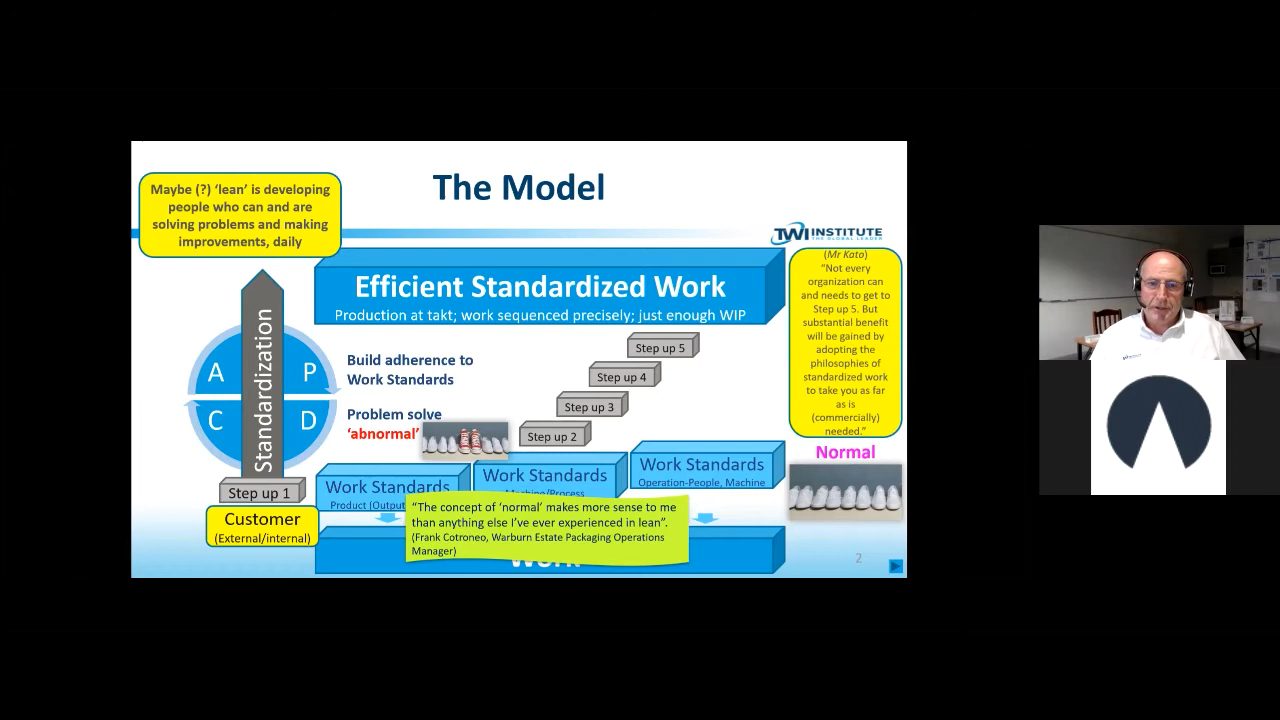 The Model
Maybe (?) ‘lean’ is developing
people who can and are
solving problems and making
improvements, daily
TWI INSTITUTE
THE GLOBAL LEADER
Efficient Standardized Work
Production at takt; work sequenced precisely; just enough WIP
(Mr Kato)
“Not every
organization can
and needs to get to
Step up 5. But
substantial benefit
will be gained by
adopting the
philosophies of
standardized work
to take you as far
as is
(commercially)
needed.”
Standardization
A
P
C
D
Build adherence to
Work Standards
Problem solve
‘abnormal’
Step up 5
Step up 4
Step up 3
Step up 2
Step up 1
Customer
(External/internal)
Work Standards
Product (Output
Work Standards
Machine/Process
Work Standards
Operation-People, Machine
Normal
“The concept of ‘normal’ makes more sense to me
than anything else I’ve ever experienced in lean”.
(Frank Cotroneo, Warburn Estate Packaging Operations
Manager)
Work
2